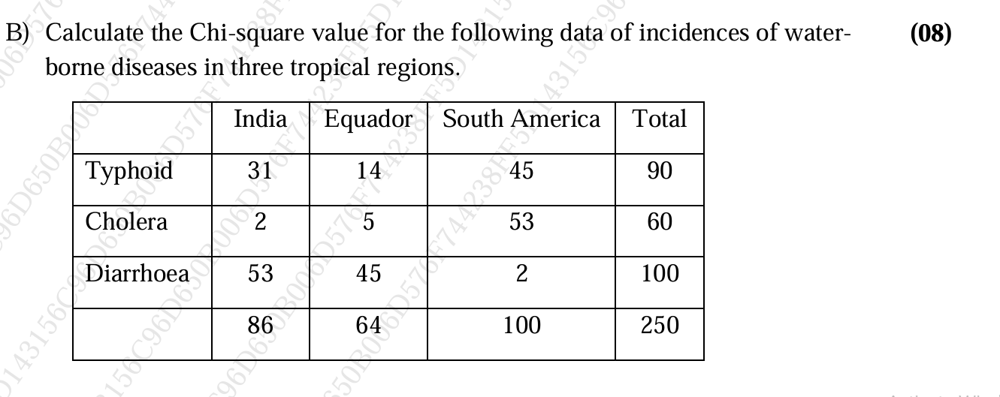 B) Calculate the Chi-square value for the following data of incidences of water- (08)
borne diseases in three tropical regions.
India Equador South America Total
Typhoid 31 14 45 90
Cholera 2 5 53 60
Diarrhoea 53 45 2 100
86 64 100 250